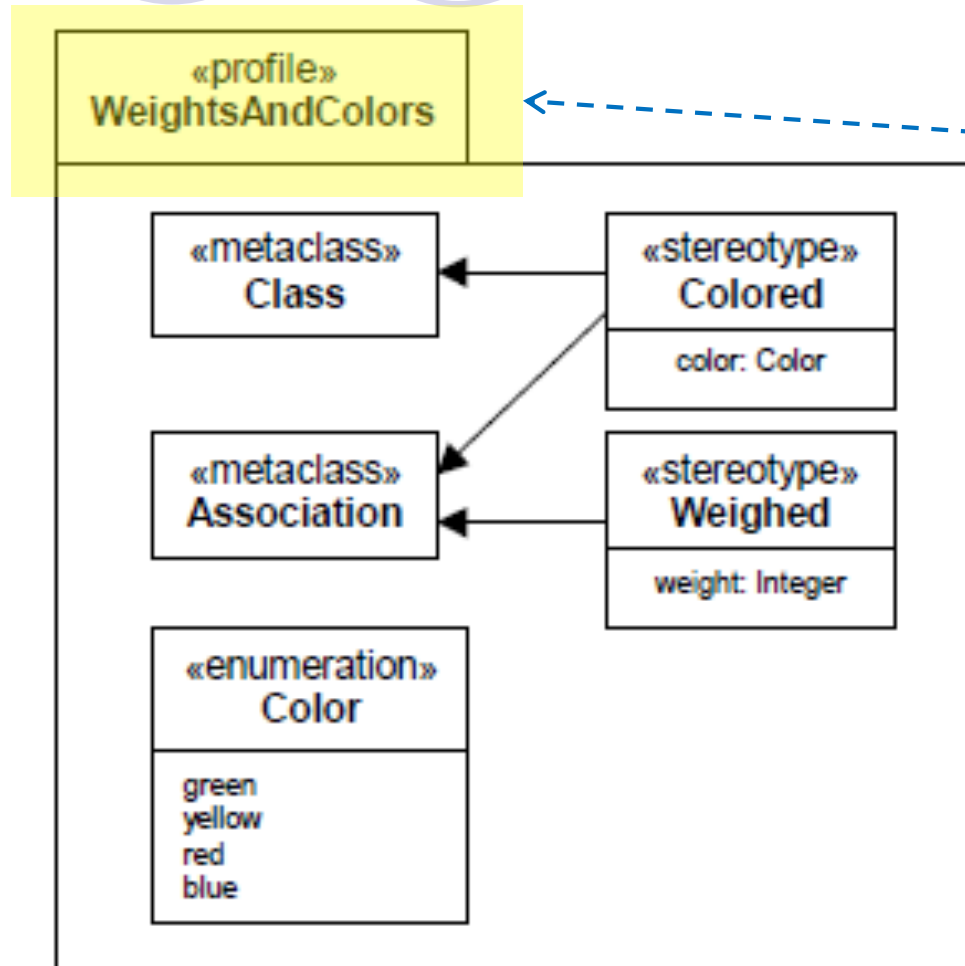 «profile»
WeightsAndColors
«metaclass»
Class
«stereotype»
Colored
color: Color
«metaclass»
Association
«stereotype»
Weighed
weight: Integer
«enumeration»
Color
green
yellow
red
blue